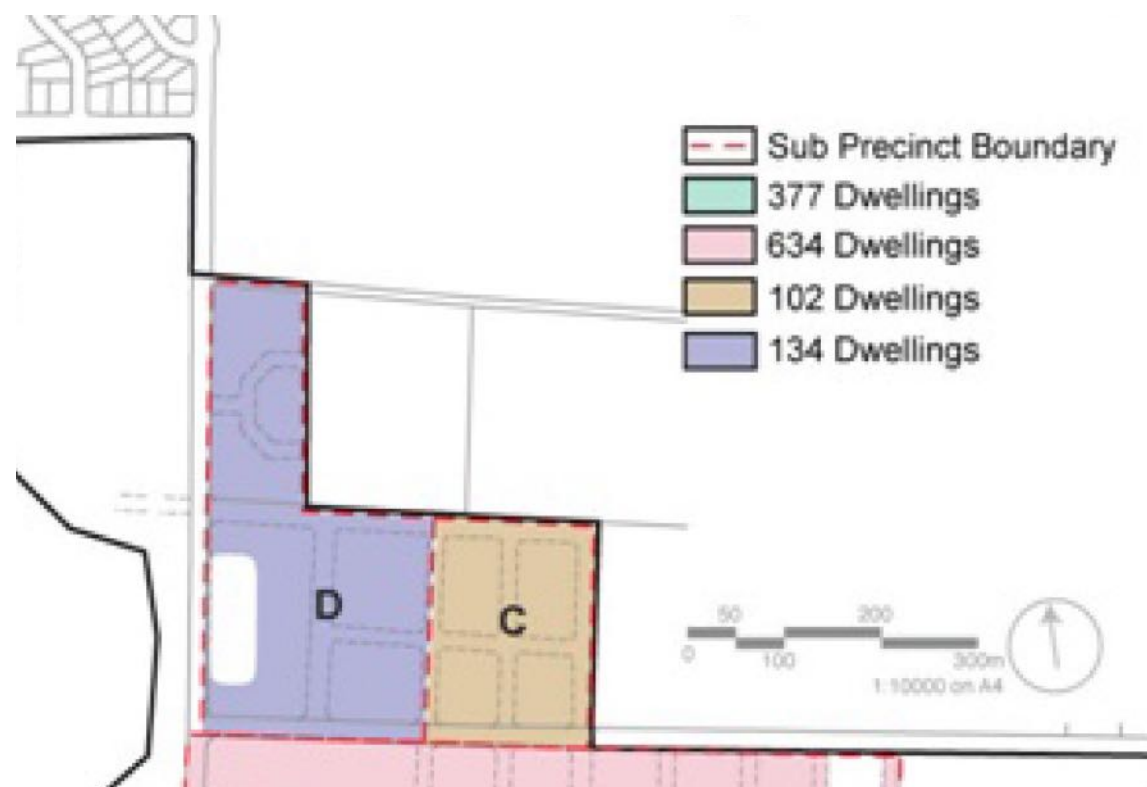 Sub Precinct Boundary
377 Dwellings
634 Dwellings
102 Dwellings
134 Dwellings
D
C
50 200
0 100 300m
1:10000 on A4